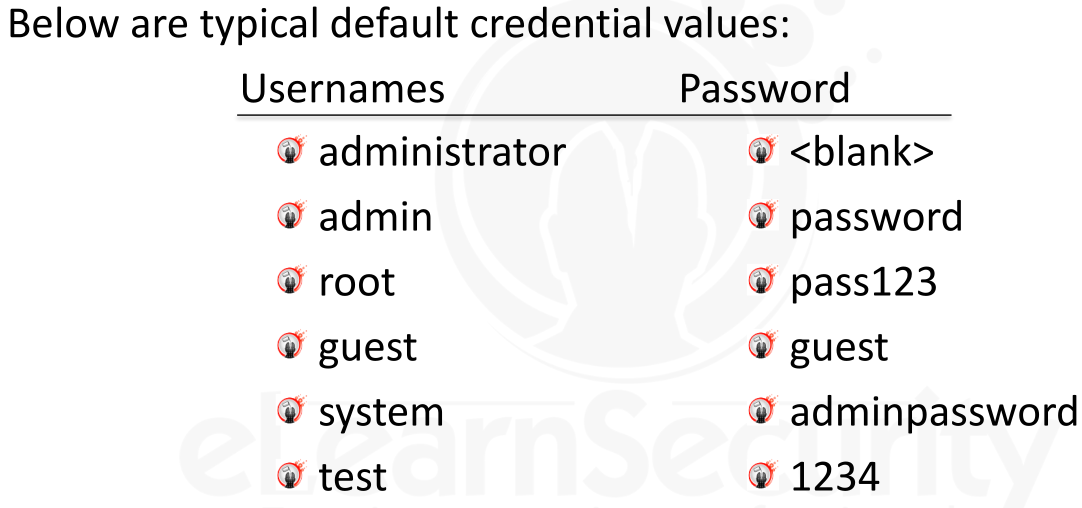 Below are typical default credential values:
Usernames Password
administrator <blank>
admin password
root pass123
guest guest
system adminpassword
test 1234
eLearnSecurity